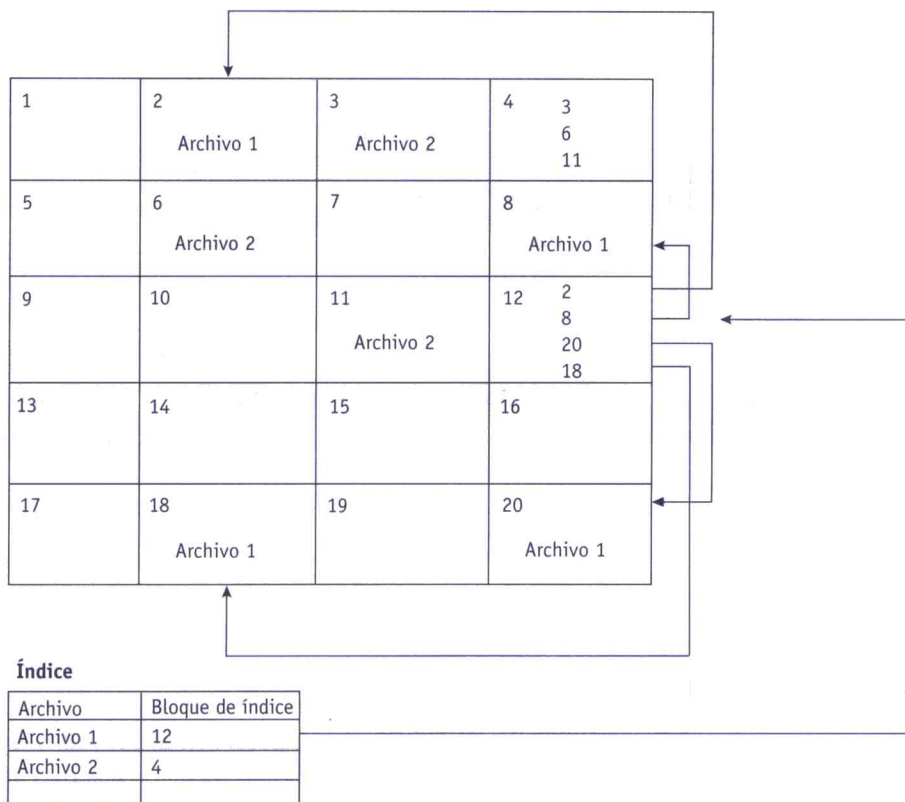 1 2 3 4 3
Archivo 1 Archivo 2 6
11
5 6 7 8
Archivo 2 Archivo 1
9 10 11 12 2
8
Archivo 2 20
18
13 14 15 16
17 18 19 20
Archivo 1 Archivo 1
Índice
Archivo Bloque de índice
Archivo 1 12
Archivo 2 4